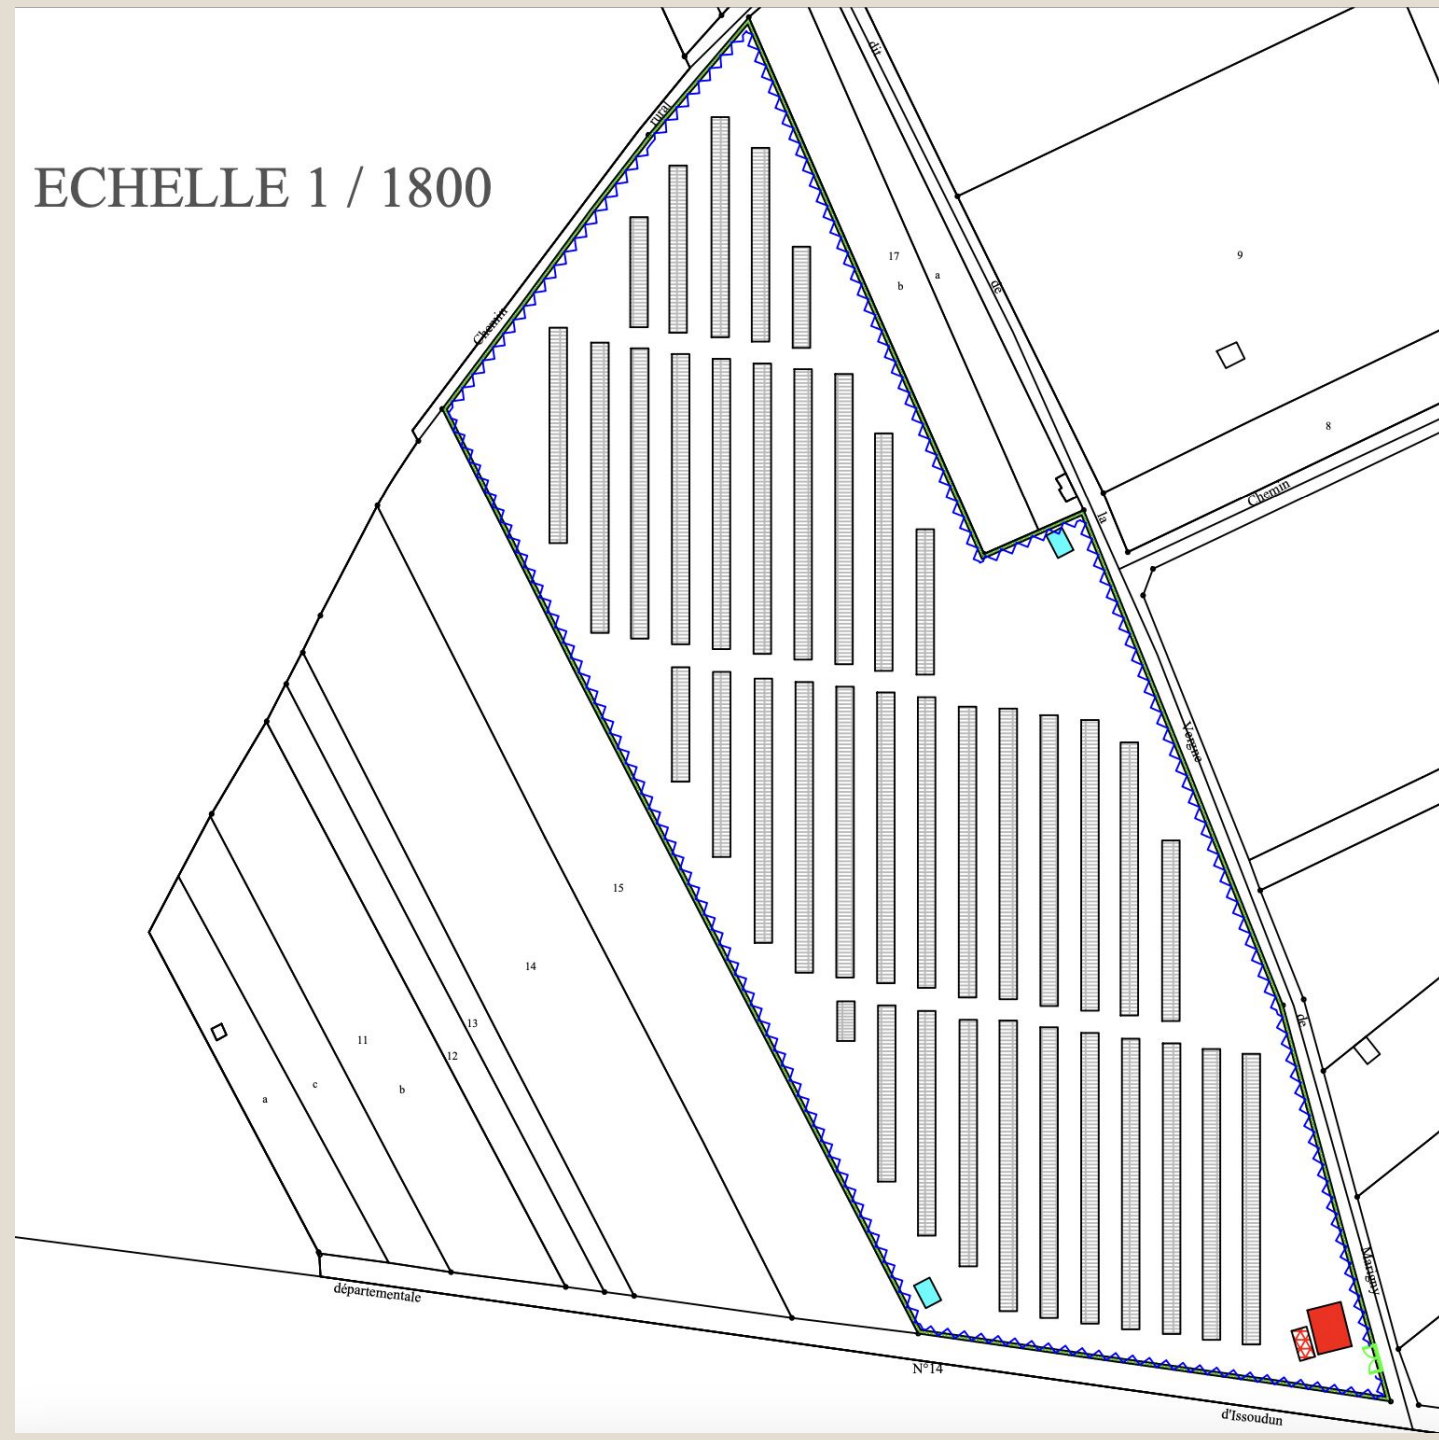 dit
rural
ECHELLE 1 / 1800
9
17
a
b
de
Chemin
8
Chemin
la
Vergne
15
14
de
13
11
12
c
b
a
Marigny
départementale
N°14
d'Issoudun